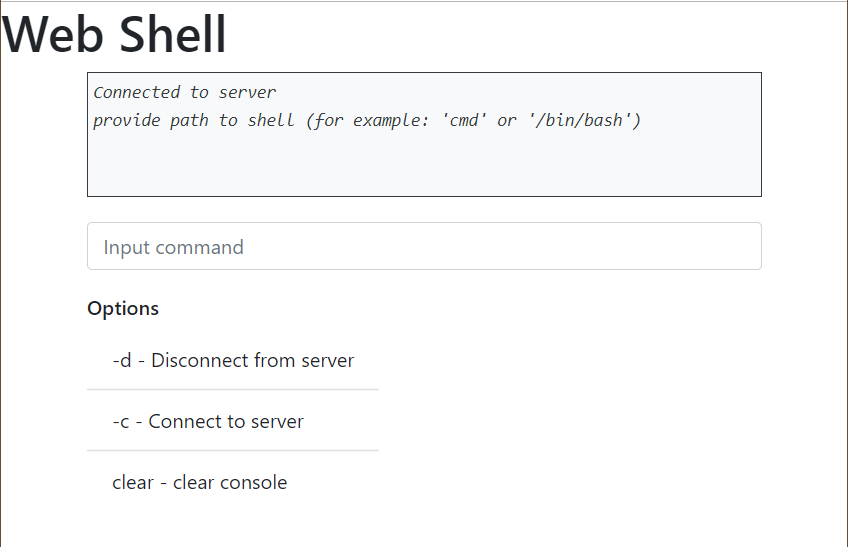 Web Shell
Connected to server
provide path to shell (for example: 'cmd' or '/bin/bash')
Input command
Options
-d - Disconnect from server
-c - Connect to server
clear - clear console